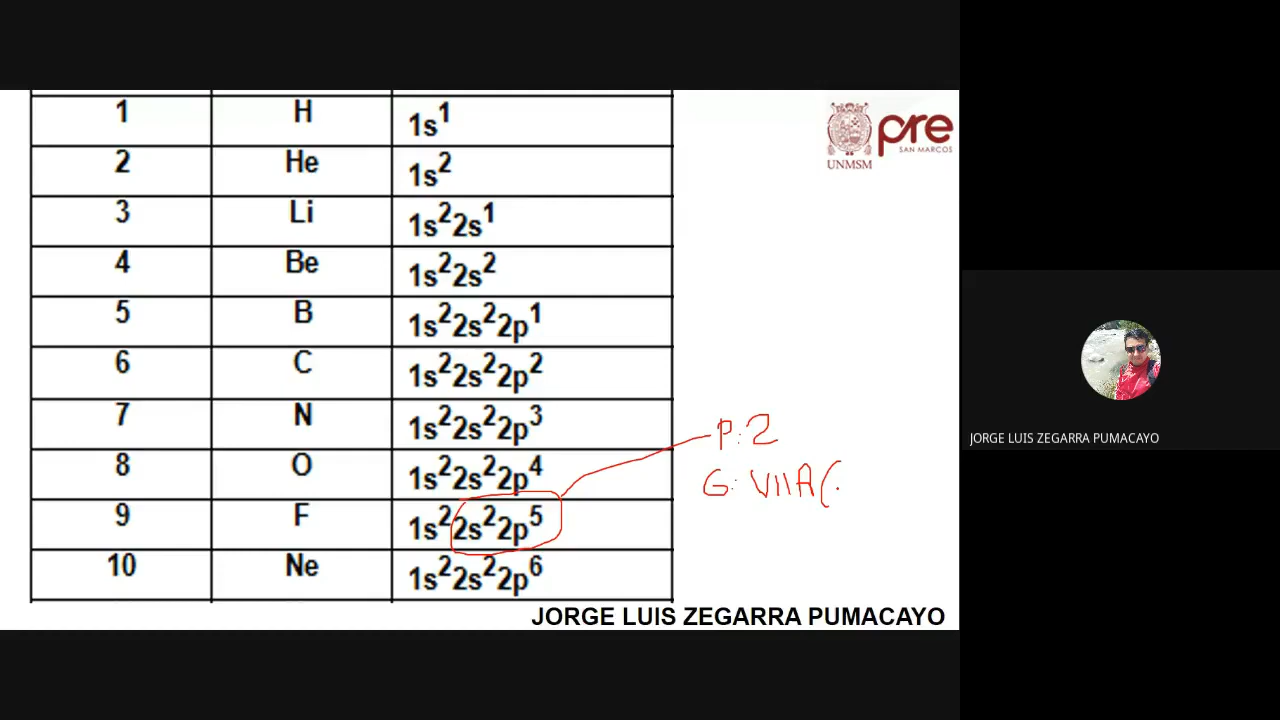 1 H 1s¹
2 He 1s²
3 Li 1s²2s¹
4 Be 1s²2s²
5 B 1s²2s²2p¹
6 C 1s²2s²2p²
7 N 1s²2s²2p³
8 O 1s²2s²2p⁴
9 F 1s²2s²2p⁵
10 Ne 1s²2s²2p⁶
P: 2
G: VIIA(
pre
SAN MARCOS
UNMSM
JORGE LUIS ZEGARRA PUMACAYO
JORGE LUIS ZEGARRA PUMACAYO